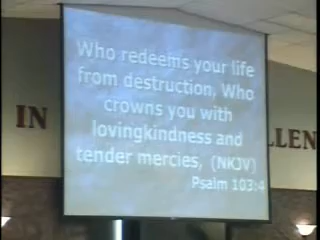 Who redeems your life
from destruction, Who
crowns you with
lovingkindness and
tender mercies, (NKJV)
Psalm 103:4
IN
LLEN